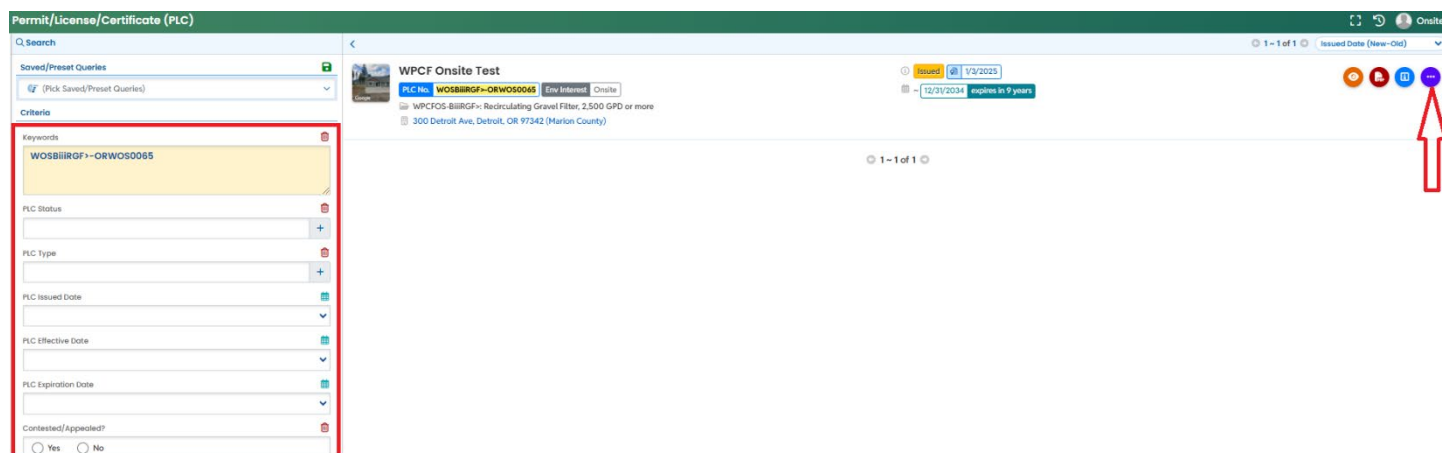 Permit/License/Certificate (PLC)
Onsite
Search
1 ~ 1 of 1
Issued Date (New-Old)
Saved/Preset Queries
(Pick Saved/Preset Queries)
Criteria
Keywords
WOSBiiiRGF>-ORWOS0065
PLC Status
PLC Type
PLC Issued Date
PLC Effective Date
PLC Expiration Date
Contested/Appealed?
Yes No
Google
WPCF Onsite Test
PLC No. WOSBiiiRGF>-ORWOS0065 Env Interest Onsite
WPCFOS-BiiiRGF>: Recirculating Gravel Filter, 2,500 GPD or more
300 Detroit Ave, Detroit, OR 97342 (Marion County)
Issued 1/3/2025
~ 12/31/2034 expires in 9 years
1 ~ 1 of 1